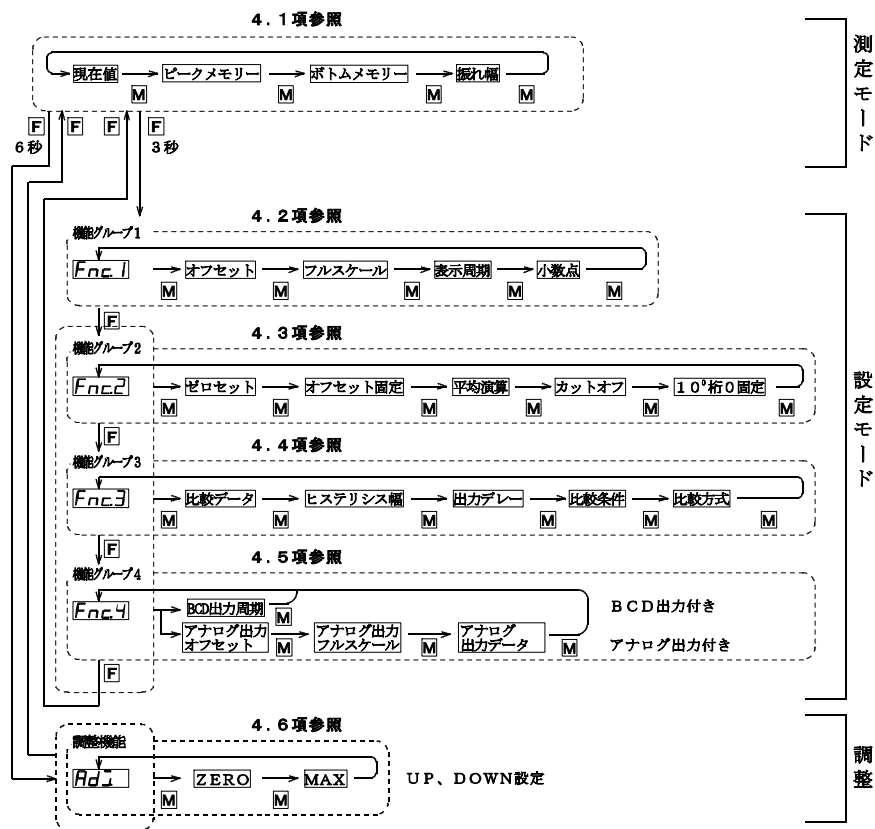 4.1項参照
測定モード
現在値 ピークメモリー ボトムメモリー 振れ幅
M M M M
F F F F
6秒 3秒
4.2項参照
機能グループ1
Fnc.1 オフセット フルスケール 表示周期 小数点
M M M M M
F
設定モード
4.3項参照
機能グループ2
Fnc.2 ゼロセット オフセット固定 平均演算 カットオフ 10⁰桁0固定
M M M M M M
F
4.4項参照
機能グループ3
Fnc.3 比較データ ヒステリシス幅 出力デレー 比較条件 比較方式
M M M M M M
F
4.5項参照
機能グループ4
Fnc.4 BCD出力周期 M BCD出力付き
アナログ出力オフセット M アナログ出力フルスケール M アナログ出力データ M アナログ出力付き
F
4.6項参照
調整機能
調整
Adj ZERO MAX UP、DOWN設定
M M